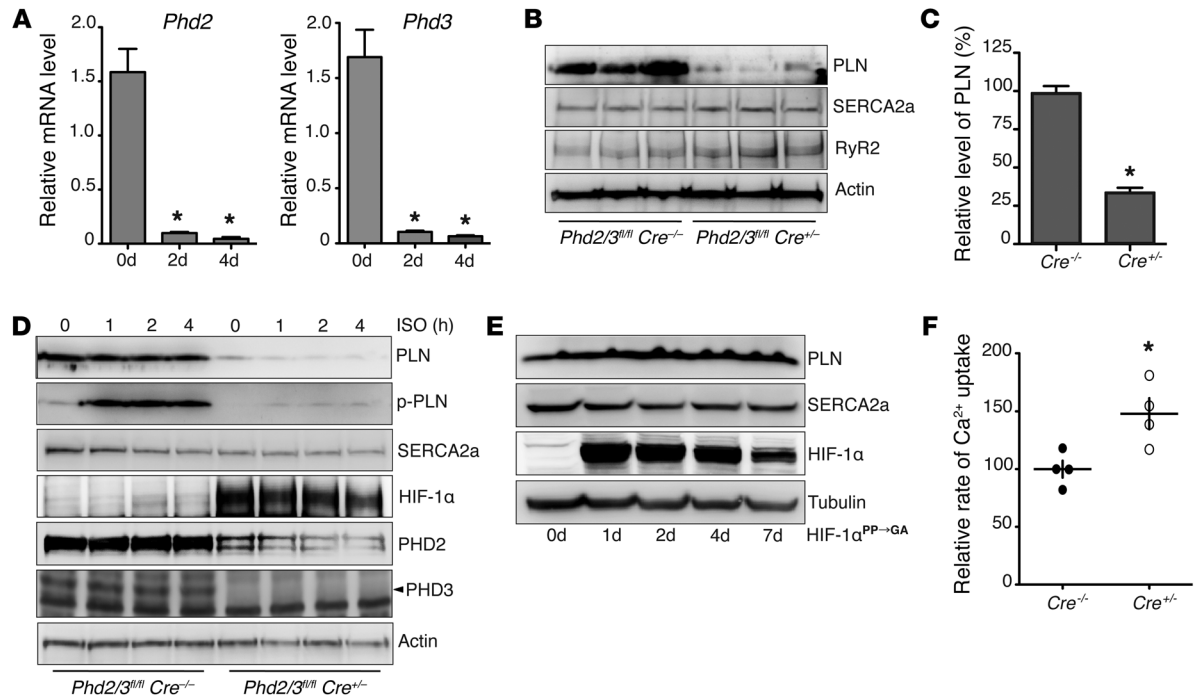 A
Phd2
Relative mRNA level
2.0
1.5
1.0
0.5
0
* *
0d 2d 4d
Phd3
Relative mRNA level
2.0
1.5
1.0
0.5
0
* *
0d 2d 4d
B
PLN
SERCA2a
RyR2
Actin
Phd2/3fl/fl Cre–/– Phd2/3fl/fl Cre+/–
C
Relative level of PLN (%)
125
100
75
50
25
0
*
Cre-/- Cre+/-
D
0 1 2 4 0 1 2 4 ISO (h)
PLN
p-PLN
SERCA2a
HIF-1α
PHD2
PHD3
Actin
Phd2/3fl/fl Cre–/– Phd2/3fl/fl Cre+/–
E
PLN
SERCA2a
HIF-1α
Tubulin
0d 1d 2d 4d 7d HIF-1αPP→GA
F
Relative rate of Ca2+ uptake
200
150
100
50
0
*
Cre-/- Cre+/-